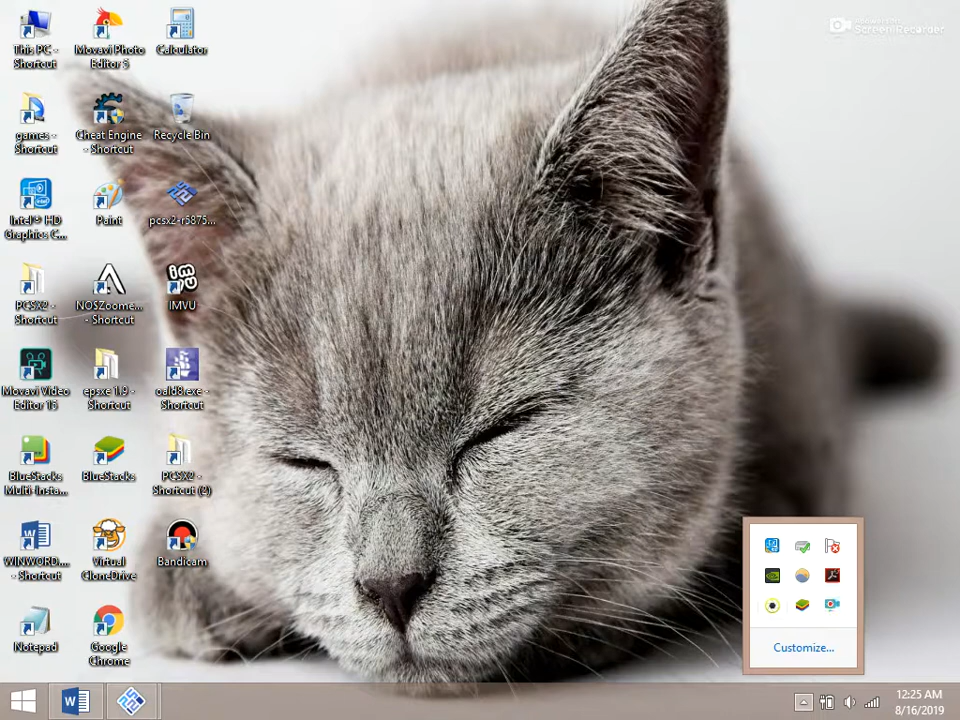 This PC -
Shortcut
Movavi Photo
Editor 5
Calculator
games -
Shortcut
Cheat Engine
- Shortcut
Recycle Bin
Intel® HD
Graphics C...
Paint
pcsx2-r5875...
PCSX2 -
Shortcut
NOSZoome...
- Shortcut
IMVU
Movavi Video
Editor 15
epsxe 1.9 -
Shortcut
oald8.exe -
Shortcut
BlueStacks
Multi-Insta...
BlueStacks
PCSX2 -
Shortcut (2)
WINWORD....
- Shortcut
Virtual
CloneDrive
Bandicam
Notepad
Google
Chrome
Screen Recorder
Customize...
12:25 AM
8/16/2019